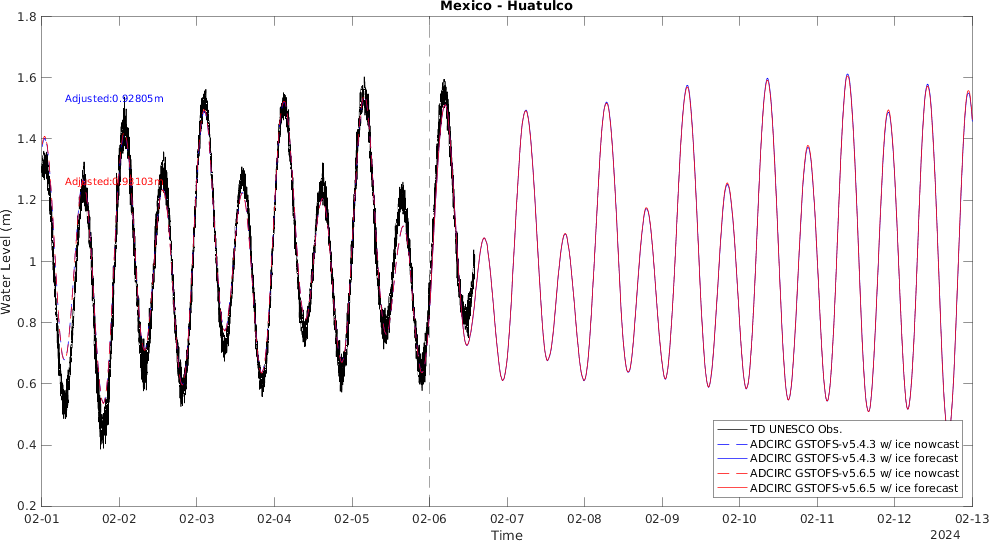 Mexico - Huatulco
1.8
1.6
1.4
1.2
1
0.8
0.6
0.4
0.2
Water Level (m)
Adjusted:0.92805m
Adjusted:0.93103m
TD UNESCO Obs.
ADCIRC GSTOFS-v5.4.3 w/ ice nowcast
ADCIRC GSTOFS-v5.4.3 w/ ice forecast
ADCIRC GSTOFS-v5.6.5 w/ ice nowcast
ADCIRC GSTOFS-v5.6.5 w/ ice forecast
02-01 02-02 02-03 02-04 02-05 02-06 02-07 02-08 02-09 02-10 02-11 02-12 02-13
Time
2024